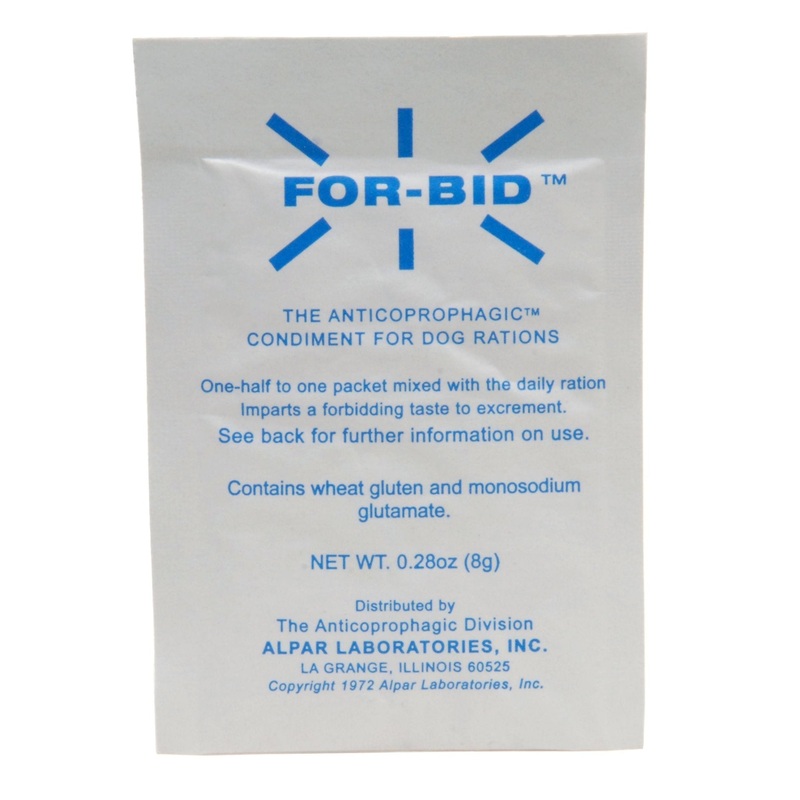 FOR-BID™
THE ANTICOPROPHAGIC™
CONDIMENT FOR DOG RATIONS
One-half to one packet mixed with the daily ration
Imparts a forbidding taste to excrement.
See back for further information on use.
Contains wheat gluten and monosodium
glutamate.
NET WT. 0.28oz (8g)
Distributed by
The Anticoprophagic Division
ALPAR LABORATORIES, INC.
LA GRANGE, ILLINOIS 60525
Copyright 1972 Alpar Laboratories, Inc.